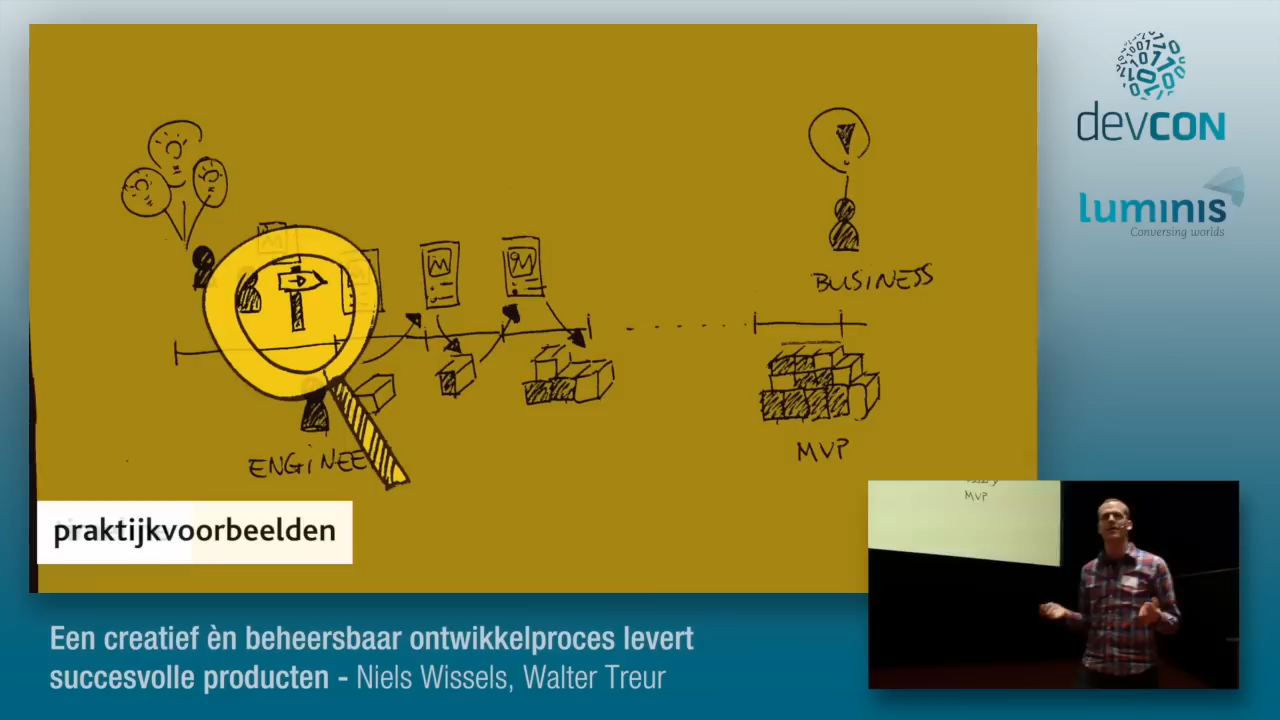 devCON
luminis
Conversing worlds
BUSINESS
ENGINEE
MVP
praktijkvoorbeelden
MVP
Een creatief èn beheersbaar ontwikkelproces levert
succesvolle producten - Niels Wissels, Walter Treur